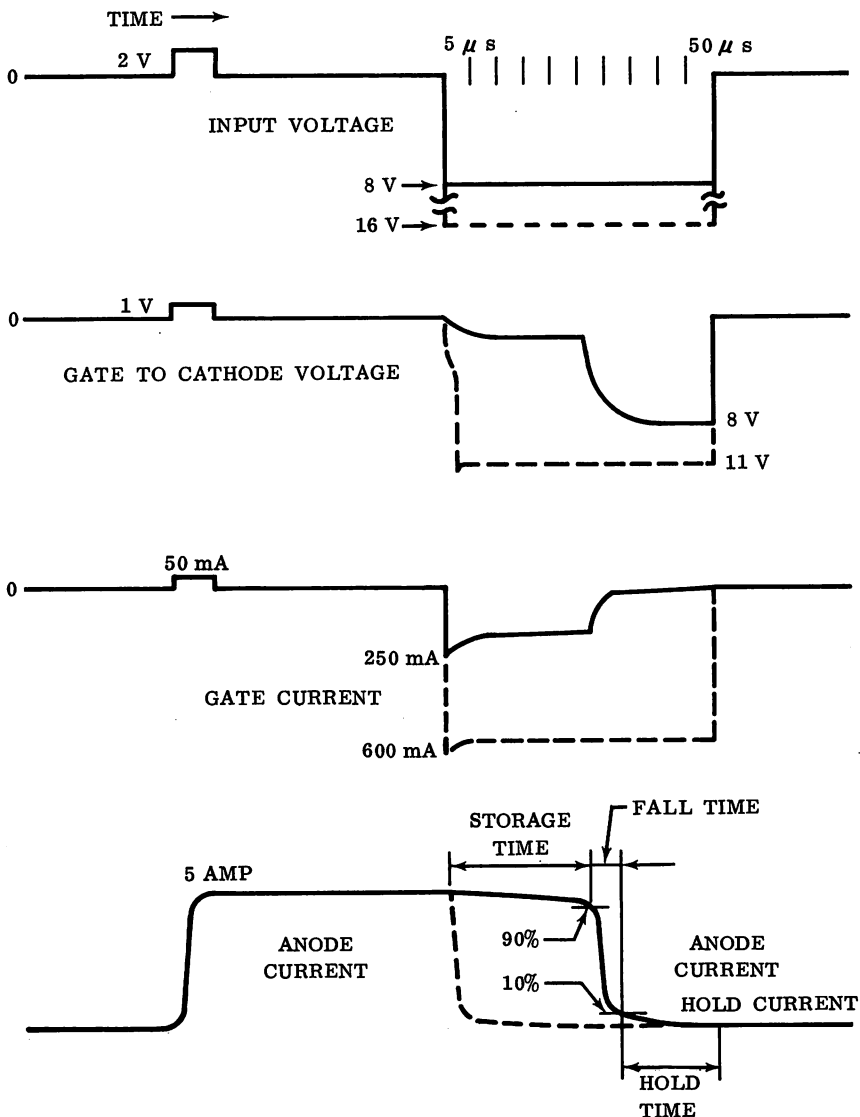 TIME
5 μ s
50 μ s
0
2 V
INPUT VOLTAGE
8 V
16 V
0
1 V
GATE TO CATHODE VOLTAGE
8 V
11 V
50 mA
0
250 mA
GATE CURRENT
600 mA
FALL TIME
STORAGE
TIME
5 AMP
90%
ANODE
CURRENT
ANODE
CURRENT
10%
HOLD CURRENT
HOLD
TIME